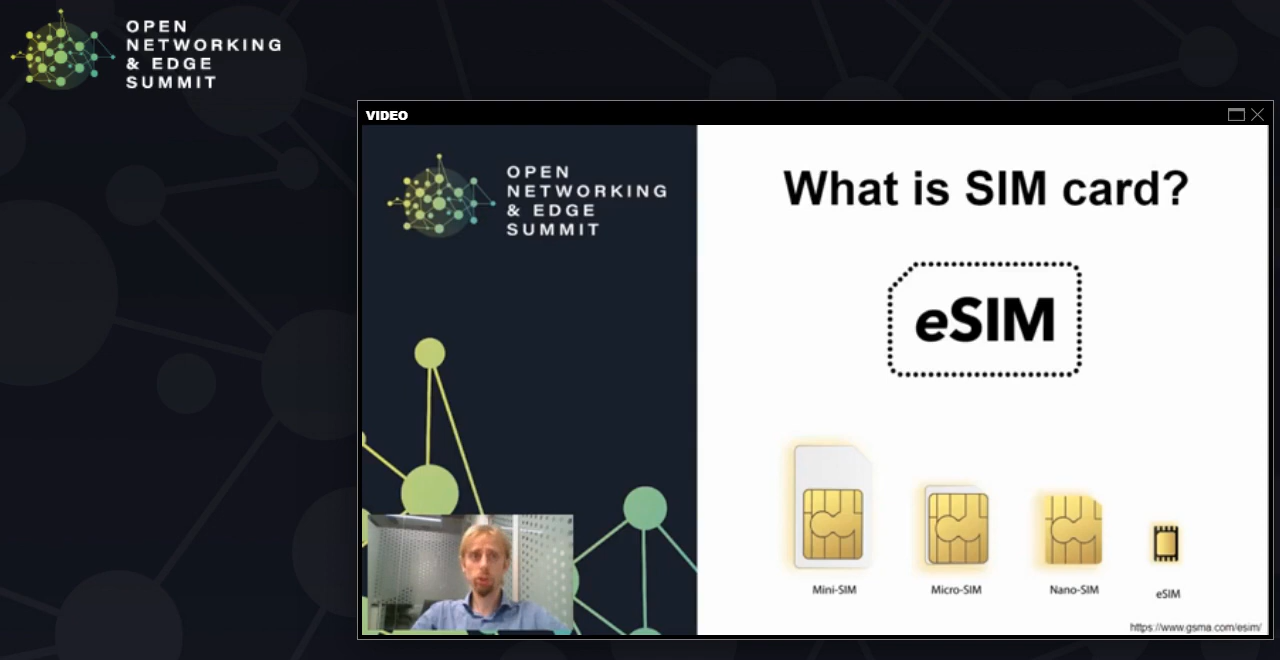 OPEN
NETWORKING
& EDGE
SUMMIT
VIDEO
OPEN
NETWORKING
& EDGE
SUMMIT
What is SIM card?
eSIM
Mini-SIM
Micro-SIM
Nano-SIM
eSIM
https://www.gsma.com/esim/